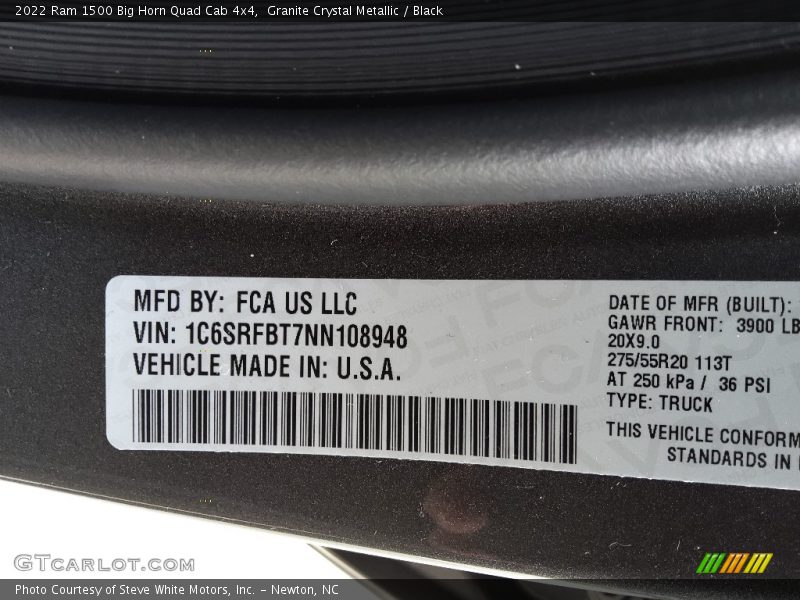 2022 Ram 1500 Big Horn Quad Cab 4x4,  Granite Crystal Metallic / Black
MFD BY: FCA US LLC
VIN: 1C6SRFBT7NN108948
VEHICLE MADE IN: U.S.A.
DATE OF MFR (BUILT):
GAWR FRONT: 3900 LB
20X9.0
275/55R20 113T
AT 250 kPa / 36 PSI
TYPE: TRUCK
THIS VEHICLE CONFORM
STANDARDS IN
GTcarlot.com
Photo Courtesy of Steve White Motors, Inc. – Newton, NC